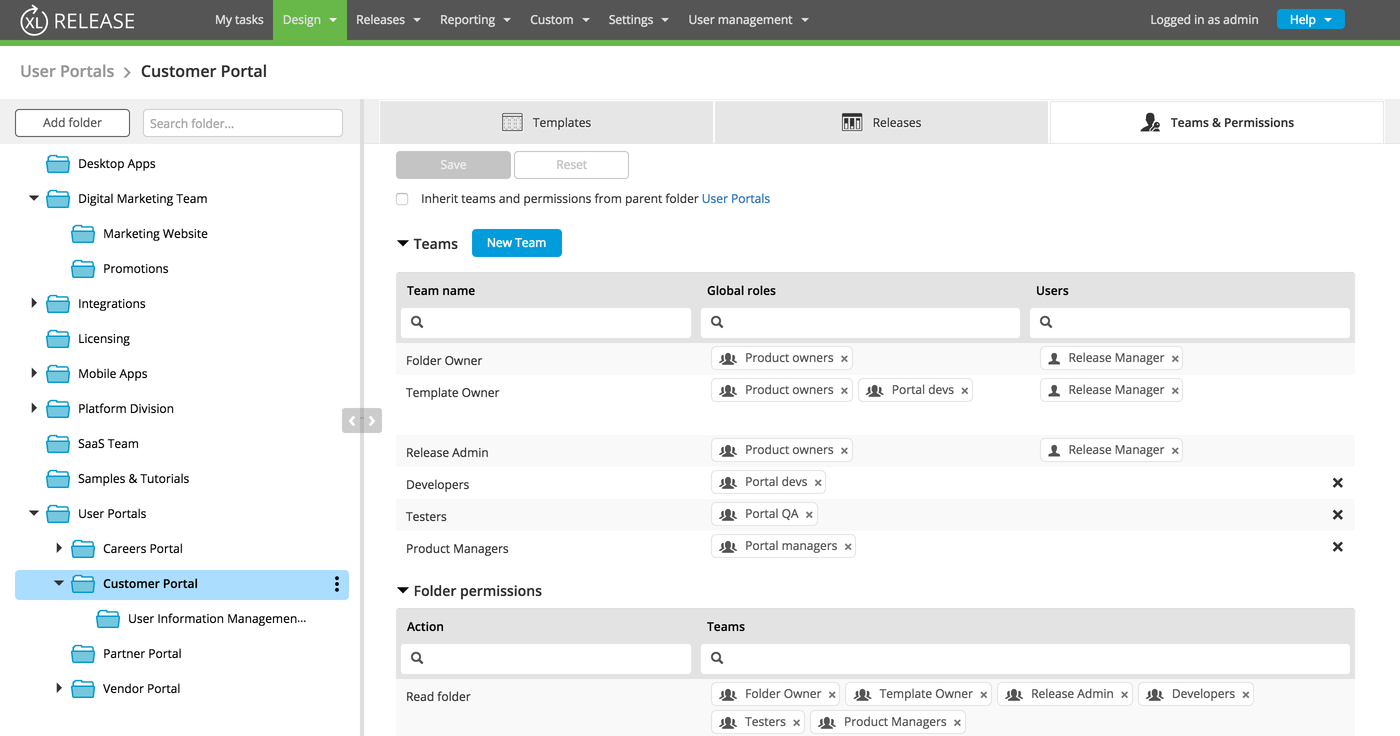 XL RELEASE My tasks Design Releases Reporting Custom Settings User management Logged in as admin Help
User Portals > Customer Portal
Add folder Search folder... Templates Releases Teams & Permissions
Desktop Apps
Digital Marketing Team
Marketing Website
Promotions
Integrations
Licensing
Mobile Apps
Platform Division
SaaS Team
Samples & Tutorials
User Portals
Careers Portal
Customer Portal
User Information Managemen...
Partner Portal
Vendor Portal
Save Reset
Inherit teams and permissions from parent folder User Portals
Teams New Team
Team name Global roles Users
Folder Owner Product owners × Release Manager ×
Template Owner Product owners × Portal devs × Release Manager ×
Release Admin Product owners × Release Manager ×
Developers Portal devs ×
Testers Portal QA ×
Product Managers Portal managers ×
Folder permissions
Action Teams
Read folder Folder Owner × Template Owner × Release Admin × Developers ×
Testers × Product Managers ×